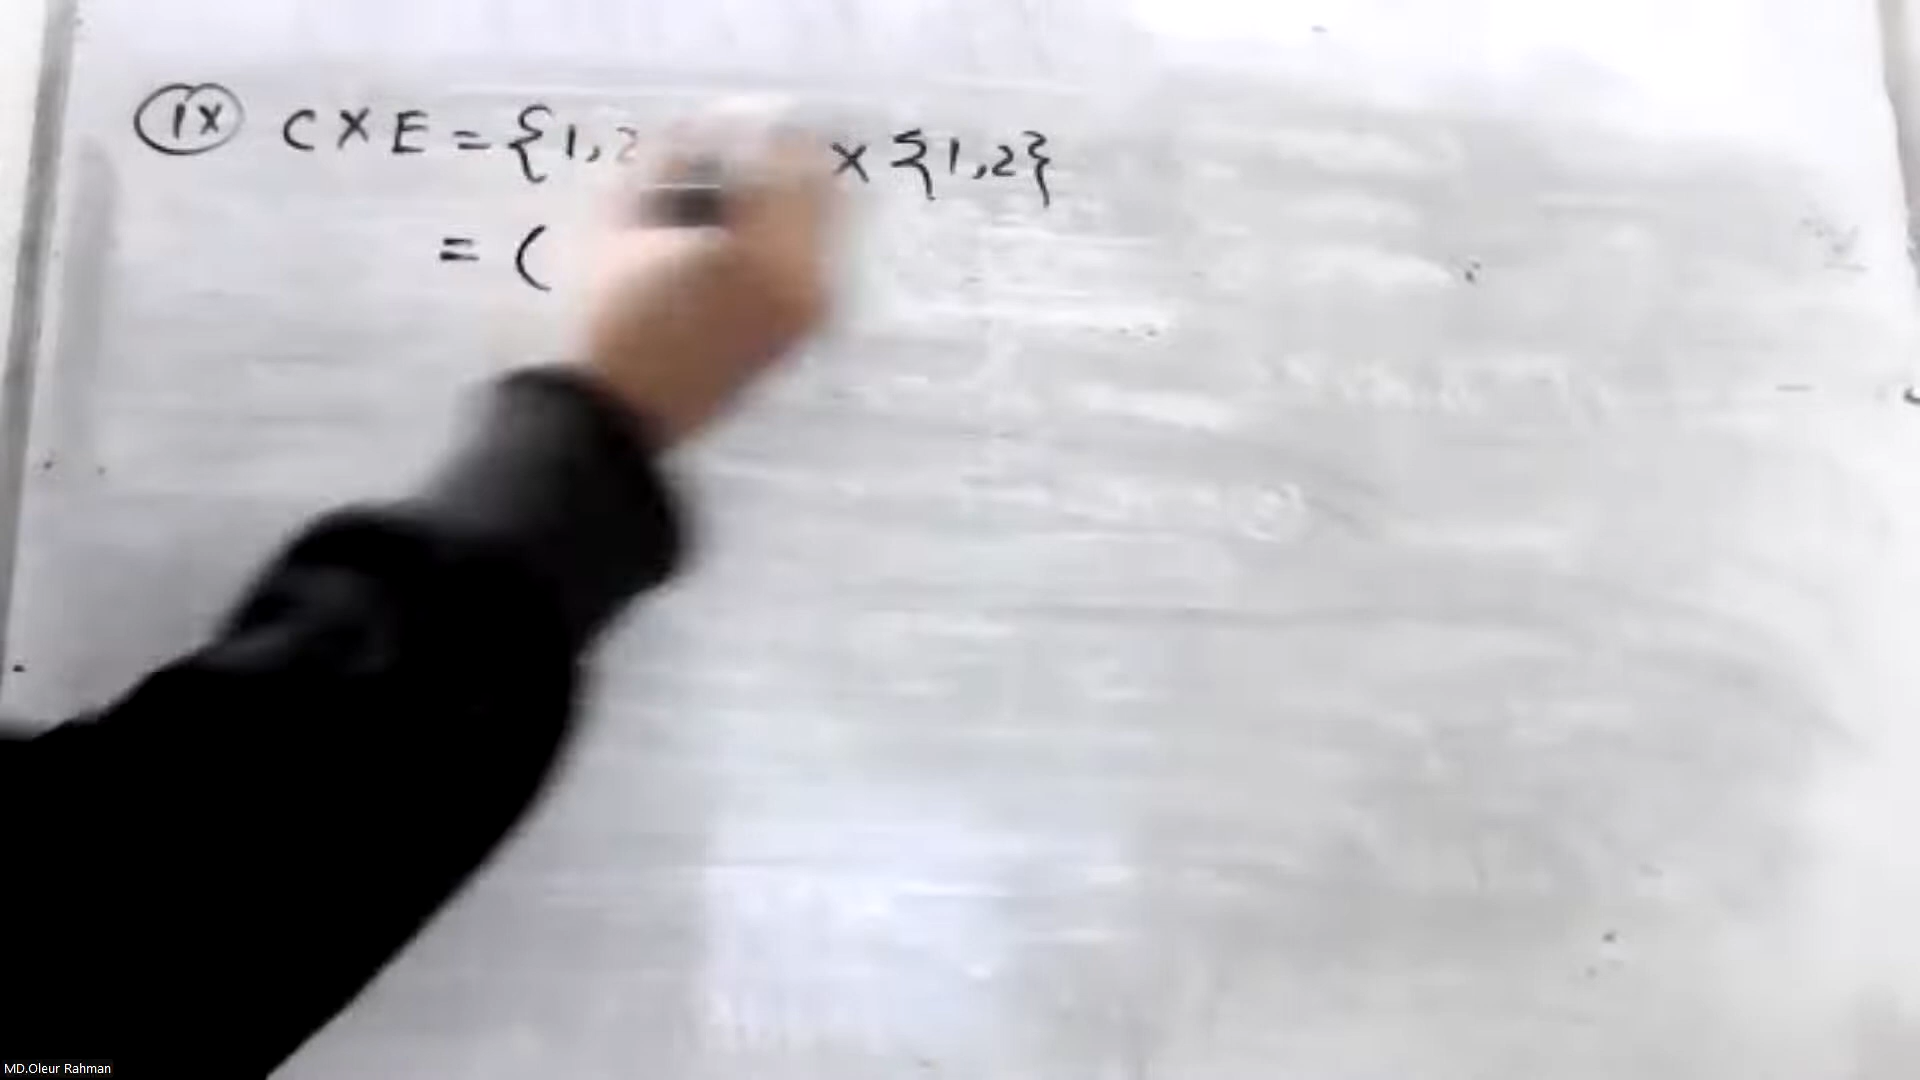 (ix) C X E = {1,2 X {1,2}
= (
MD.Oleur Rahman